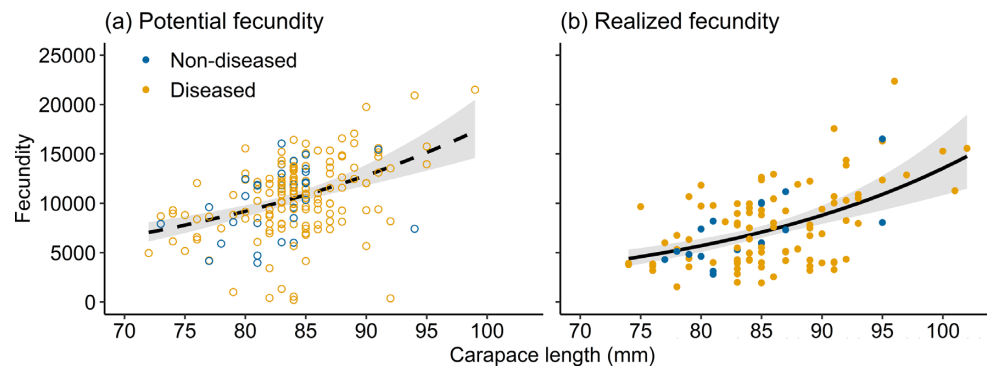 (a) Potential fecundity
(b) Realized fecundity
Fecundity
25000
20000
15000
10000
5000
0
Non-diseased
Diseased
70 75 80 85 90 95 100
70 75 80 85 90 95 100
Carapace length (mm)